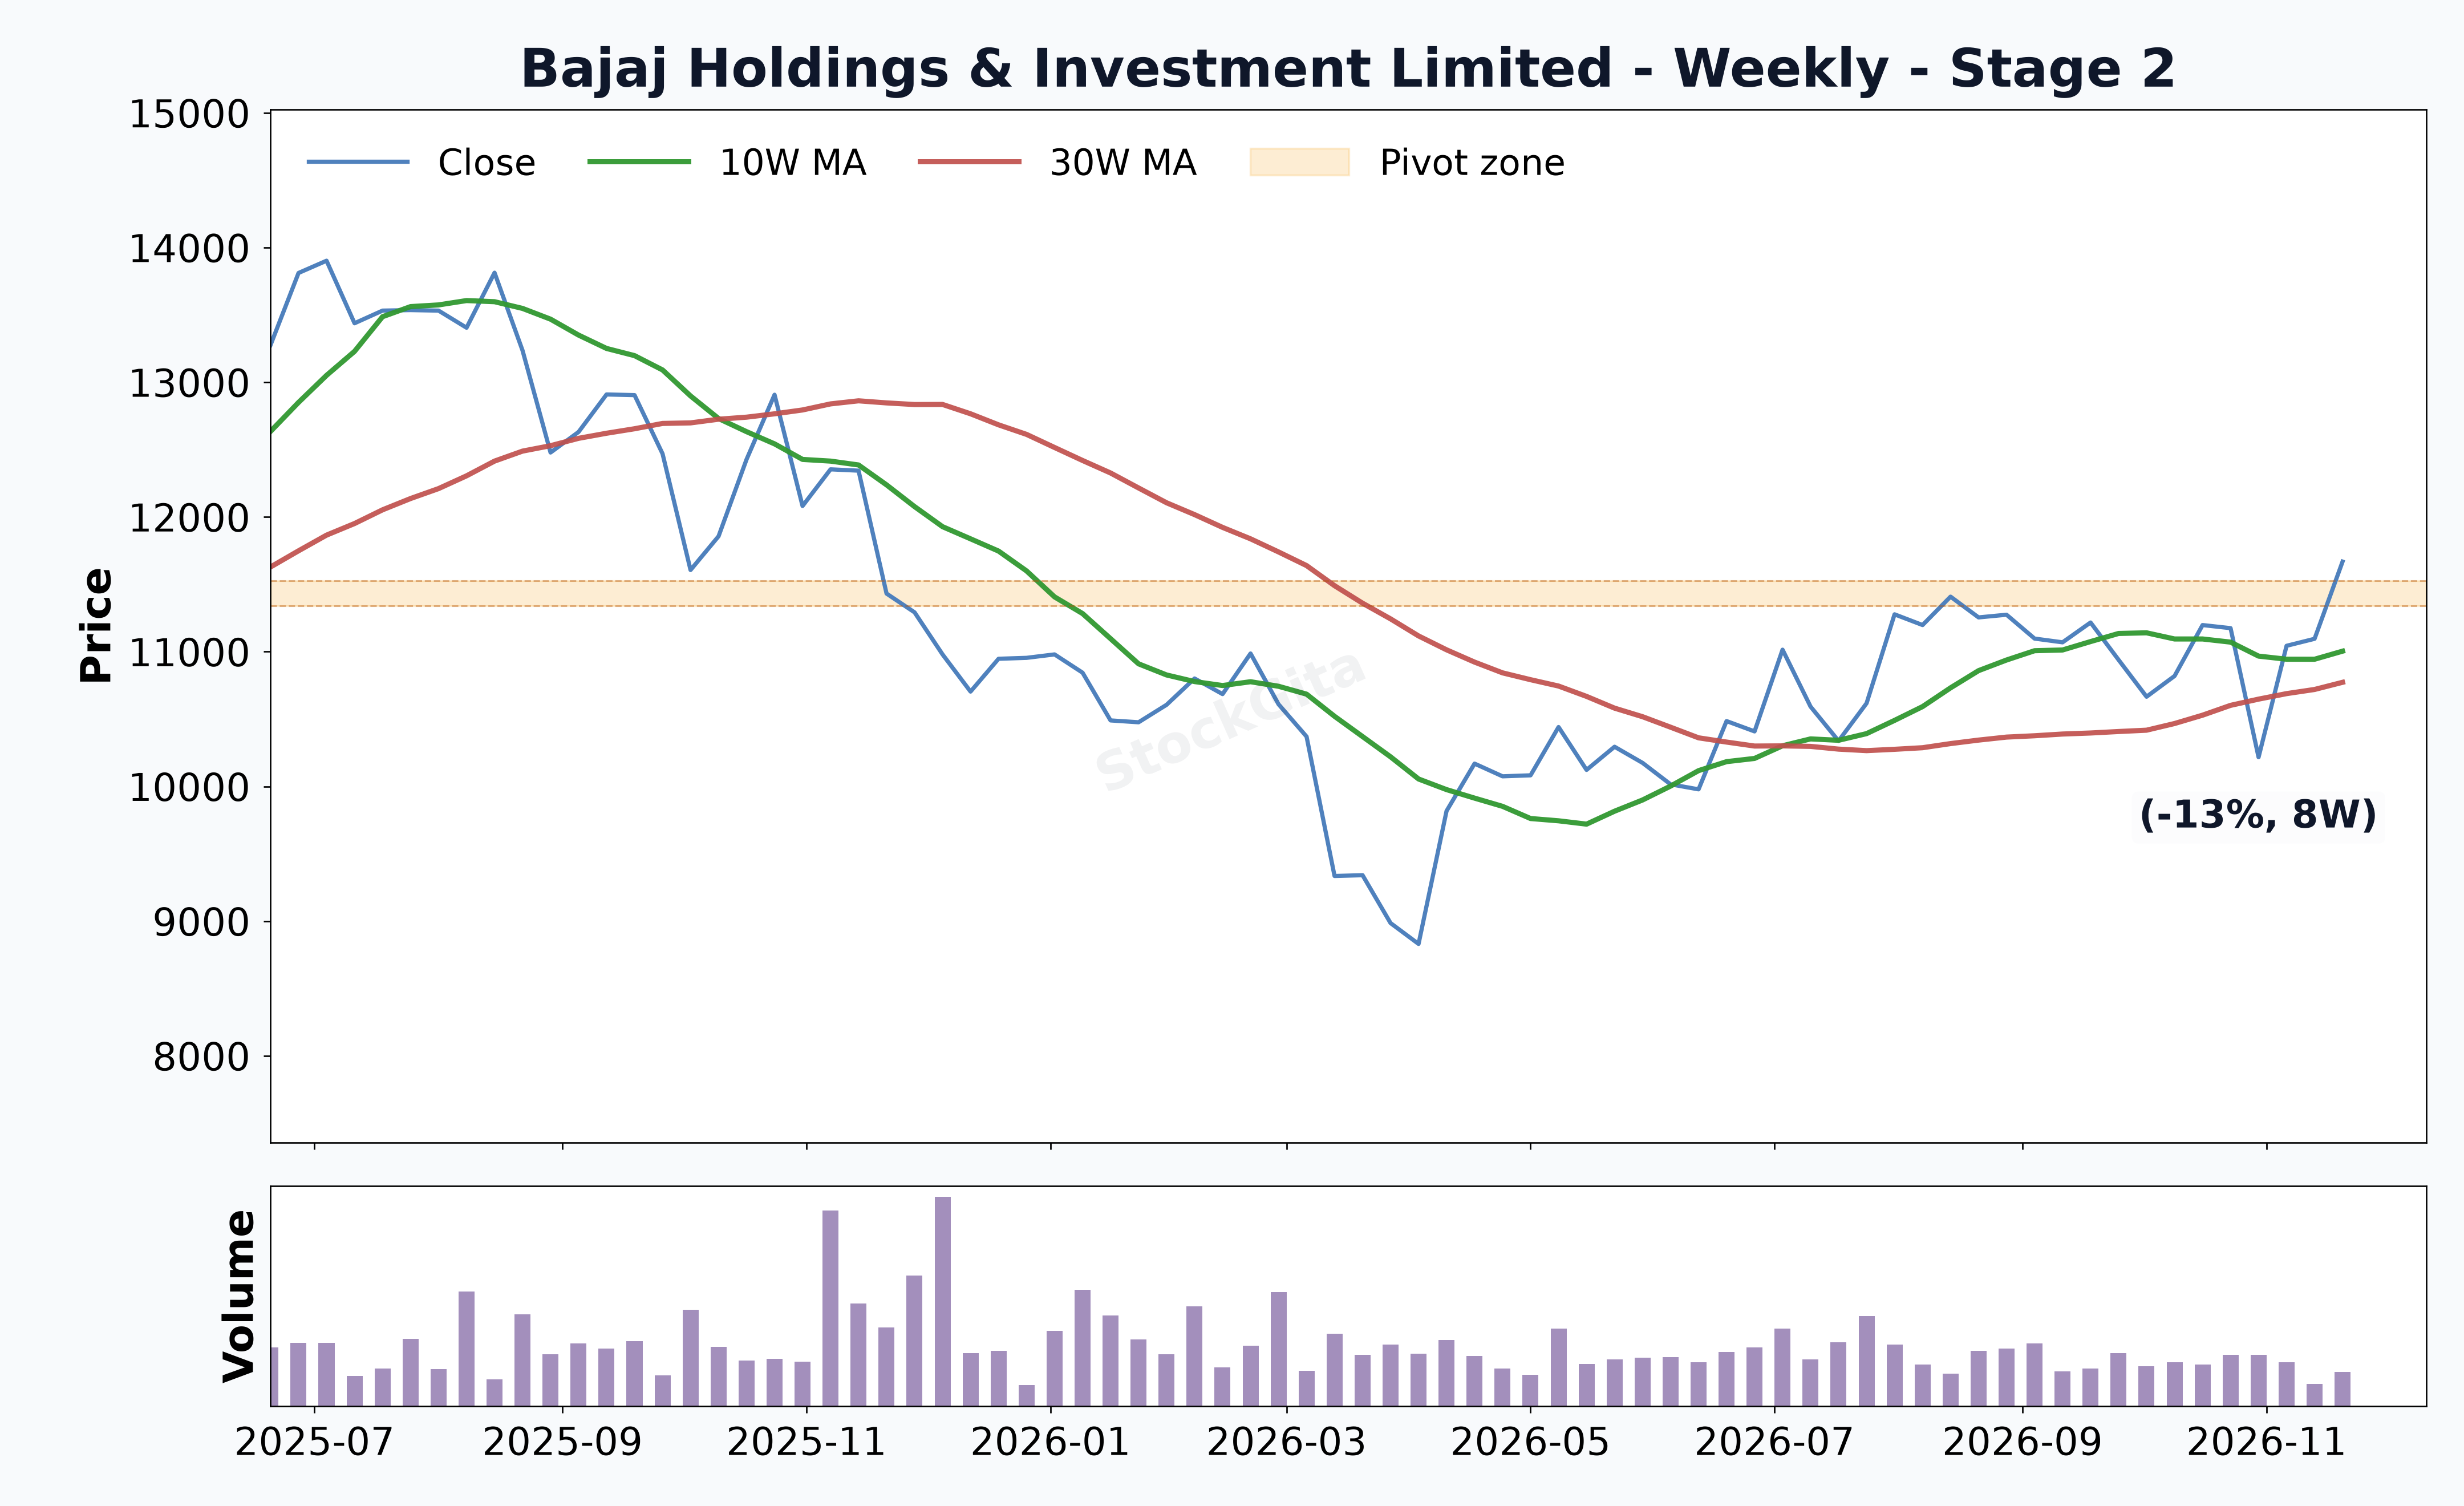 Bajaj Holdings & Investment Limited - Weekly - Stage 2
Close 10W MA 30W MA Pivot zone
Price
15000
14000
13000
12000
11000
10000
9000
8000
StockGita
(-13%, 8W)
Volume
2025-07 2025-09 2025-11 2026-01 2026-03 2026-05 2026-07 2026-09 2026-11